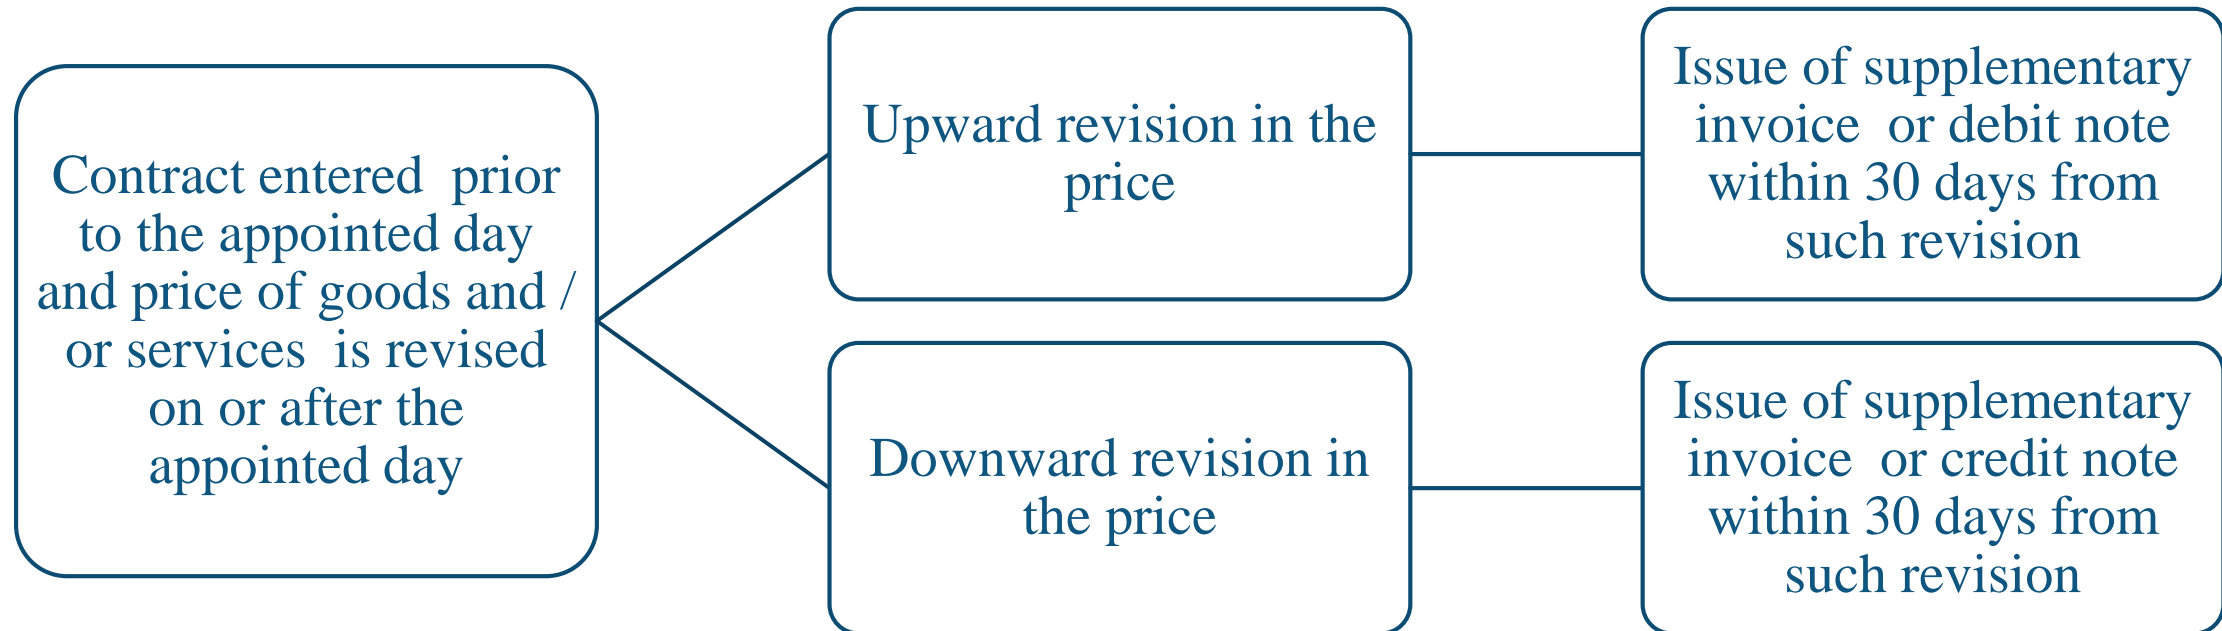 Contract entered  prior
to the appointed day
and price of goods and /
or services  is revised
on or after the
appointed day
Upward revision in the
price
Issue of supplementary
invoice  or debit note
within 30 days from
such revision
Downward revision in
the price
Issue of supplementary
invoice  or credit note
within 30 days from
such revision